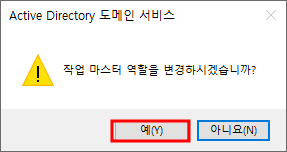 Active Directory 도메인 서비스
작업 마스터 역할을 변경하시겠습니까?
예(Y)
아니요(N)